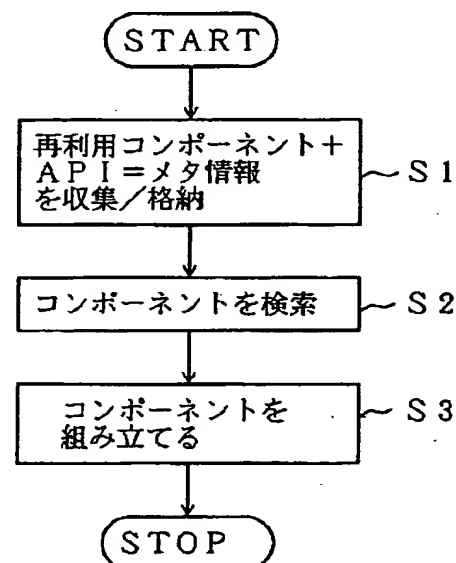 START
再利用コンポーネント+
API=メタ情報
を収集/格納
S1
コンポーネントを検索
S2
コンポーネントを
組み立てる
S3
STOP